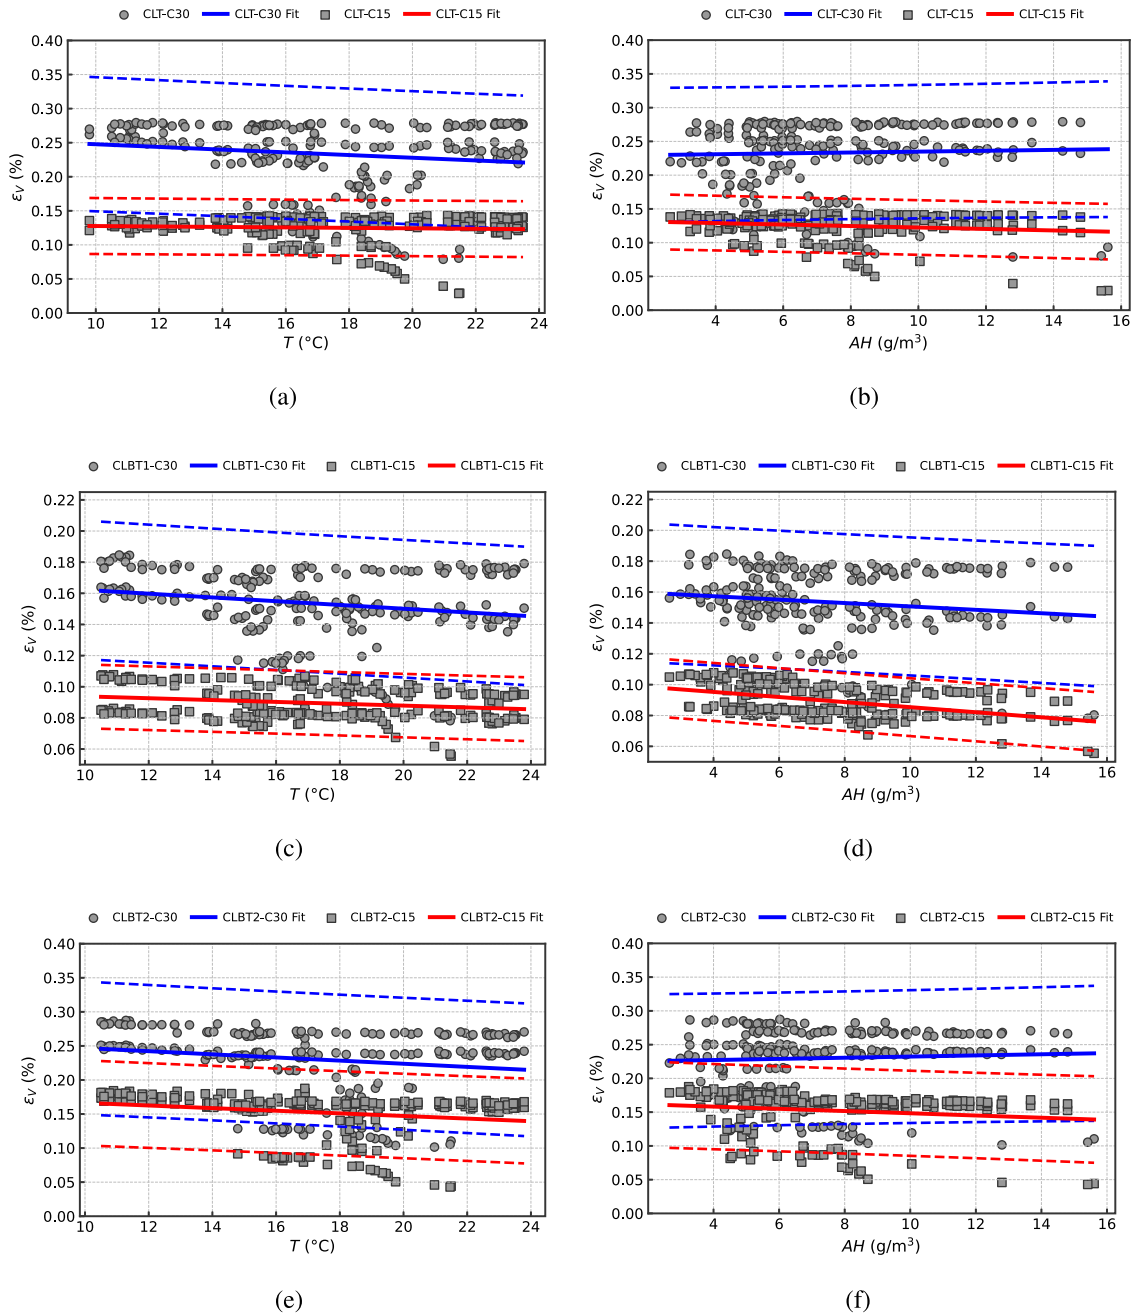 CLT-C30 CLT-C30 Fit CLT-C15 CLT-C15 Fit
0.40
0.35
0.30
0.25
0.20
0.15
0.10
0.05
0.00
εV (%)
10 12 14 16 18 20 22 24
T (°C)
(a)
CLT-C30 CLT-C30 Fit CLT-C15 CLT-C15 Fit
0.40
0.35
0.30
0.25
0.20
0.15
0.10
0.05
0.00
εV (%)
4 6 8 10 12 14 16
AH (g/m³)
(b)
CLBT1-C30 CLBT1-C30 Fit CLBT1-C15 CLBT1-C15 Fit
0.22
0.20
0.18
0.16
0.14
0.12
0.10
0.08
0.06
εV (%)
10 12 14 16 18 20 22 24
T (°C)
(c)
CLBT1-C30 CLBT1-C30 Fit CLBT1-C15 CLBT1-C15 Fit
0.22
0.20
0.18
0.16
0.14
0.12
0.10
0.08
0.06
εV (%)
4 6 8 10 12 14 16
AH (g/m³)
(d)
CLBT2-C30 CLBT2-C30 Fit CLBT2-C15 CLBT2-C15 Fit
0.40
0.35
0.30
0.25
0.20
0.15
0.10
0.05
0.00
εV (%)
10 12 14 16 18 20 22 24
T (°C)
(e)
CLBT2-C30 CLBT2-C30 Fit CLBT2-C15 CLBT2-C15 Fit
0.40
0.35
0.30
0.25
0.20
0.15
0.10
0.05
0.00
εV (%)
4 6 8 10 12 14 16
AH (g/m³)
(f)